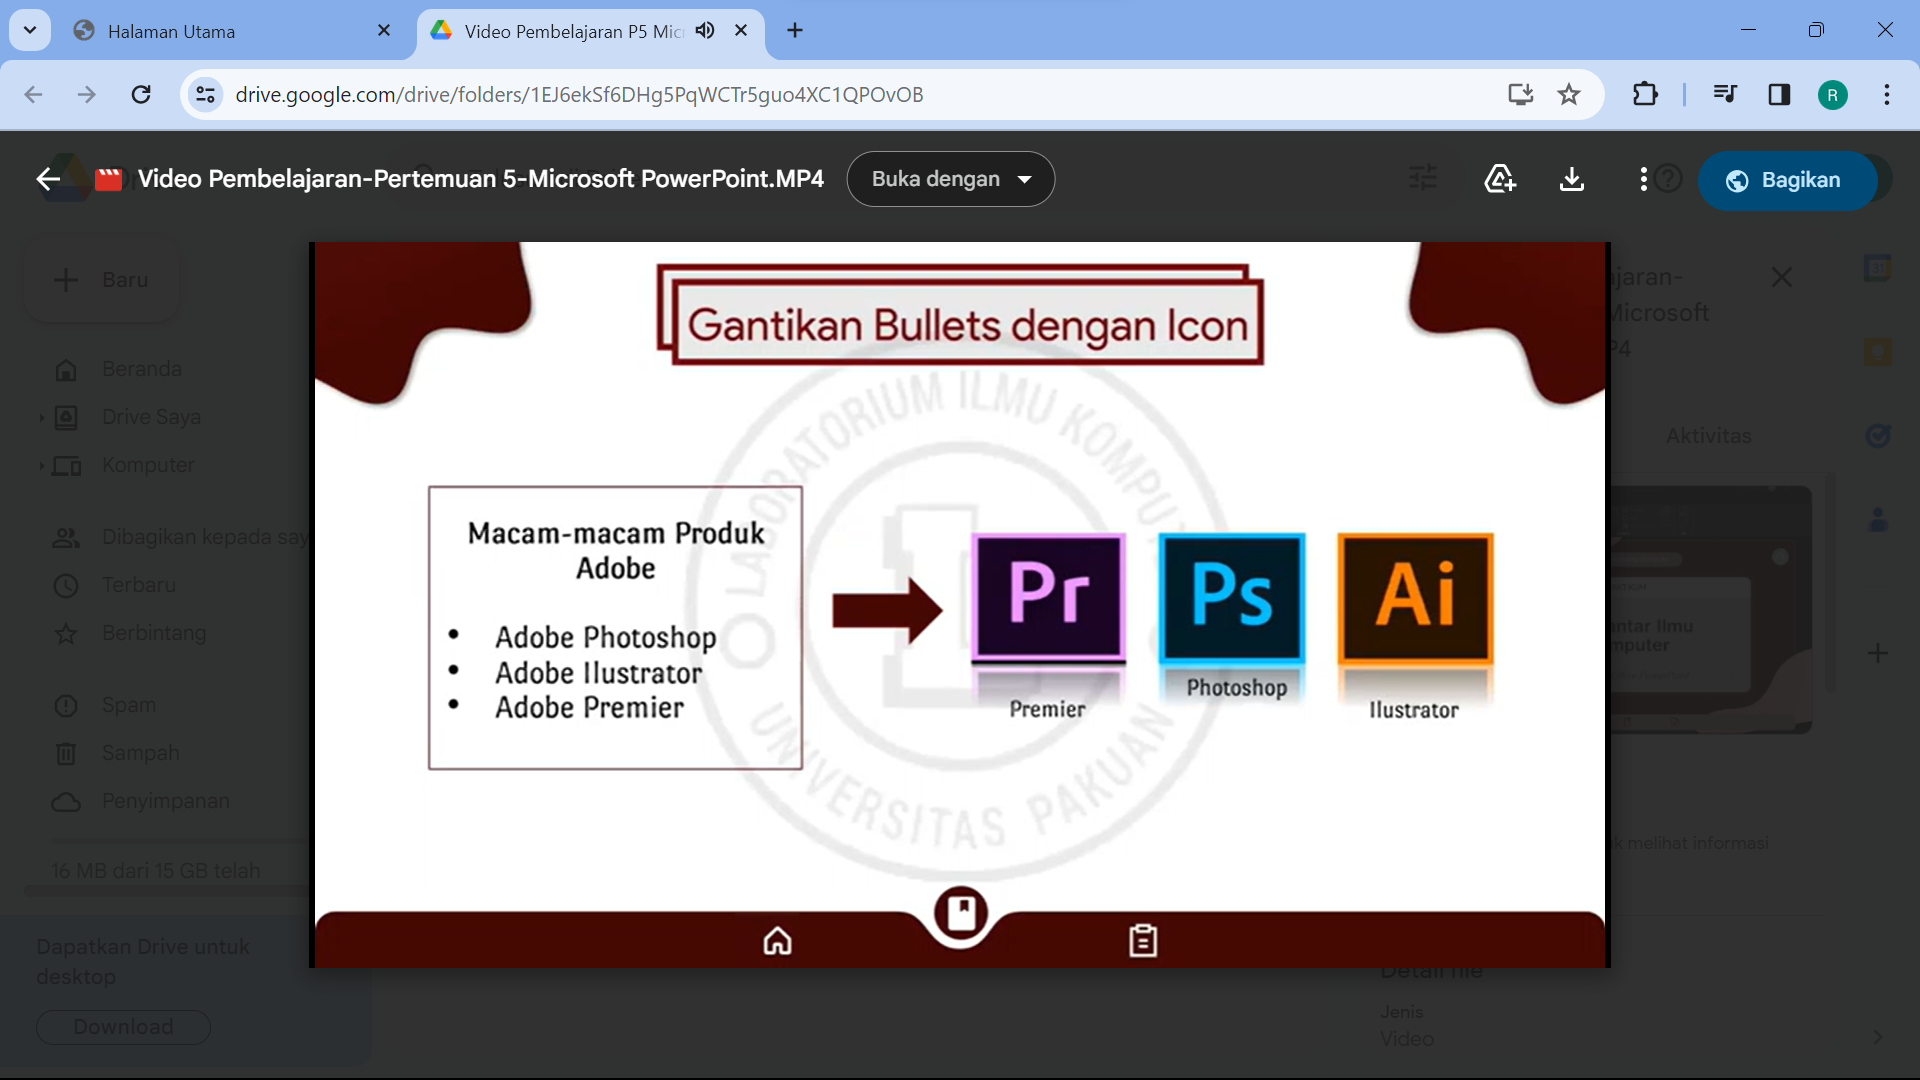 Halaman Utama
Video Pembelajaran P5 Mic
drive.google.com/drive/folders/1EJ6ekSf6DHg5PqWCTr5guo4XC1QPOvOB
R
Video Pembelajaran-Pertemuan 5-Microsoft PowerPoint.MP4
Buka dengan
Bagikan
Baru
Beranda
Drive Saya
Komputer
Dibagikan kepada say
Terbaru
Berbintang
Spam
Sampah
Penyimpanan
16 MB dari 15 GB telah
Dapatkan Drive untuk
desktop
Download
Gantikan Bullets dengan Icon
LABORATORIUM ILMU KOMPUT
UNIVERSITAS PAKUAN
Macam-macam Produk
Adobe
• Adobe Photoshop
• Adobe Ilustrator
• Adobe Premier
Pr
Ps
Ai
Premier
Photoshop
Ilustrator
ajaran-
Microsoft
P4
Aktivitas
ntar Ilmu
mputer
k melihat informasi
Detail file
Jenis
Video